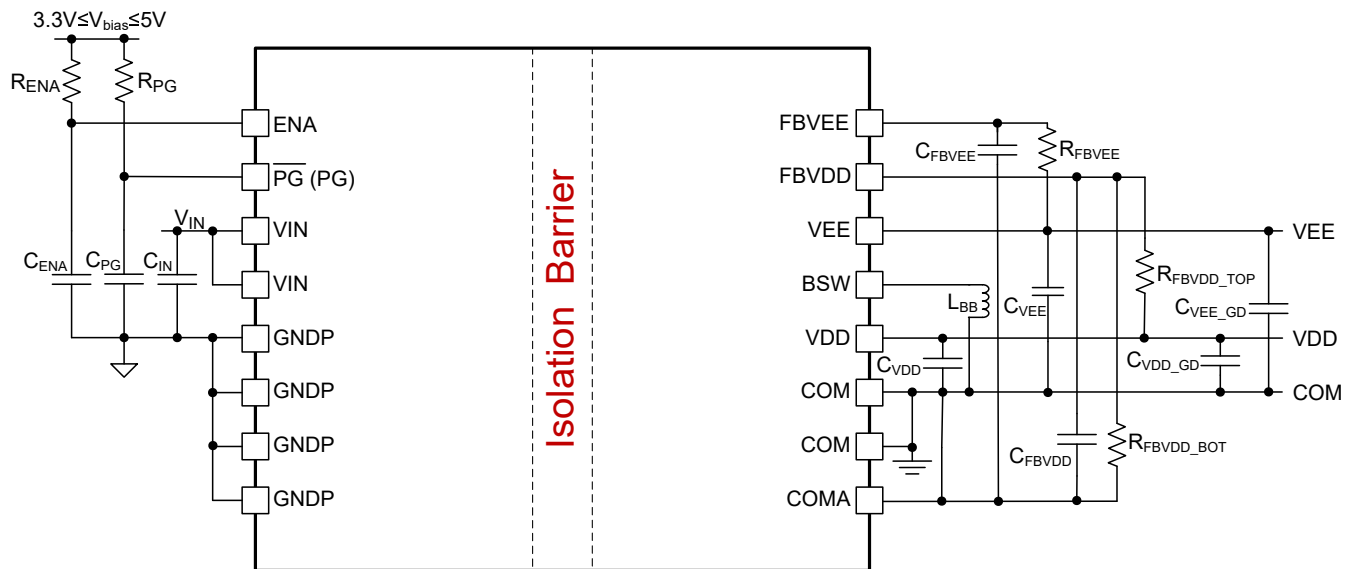 3.3V≤Vbias≤5V
RENA
RPG
ENA
PG (PG)
VIN
VIN
VIN
CENA
CPG
CIN
GNDP
GNDP
GNDP
GNDP
Isolation Barrier
FBVEE
FBVDD
VEE
BSW
VDD
COM
COM
COMA
CFBVEE
RFBVEE
VEE
RFBVDD_TOP
LBB
CVEE
CVEE_GD
VDD
CVDD
CVDD_GD
COM
CFBVDD
RFBVDD_BOT